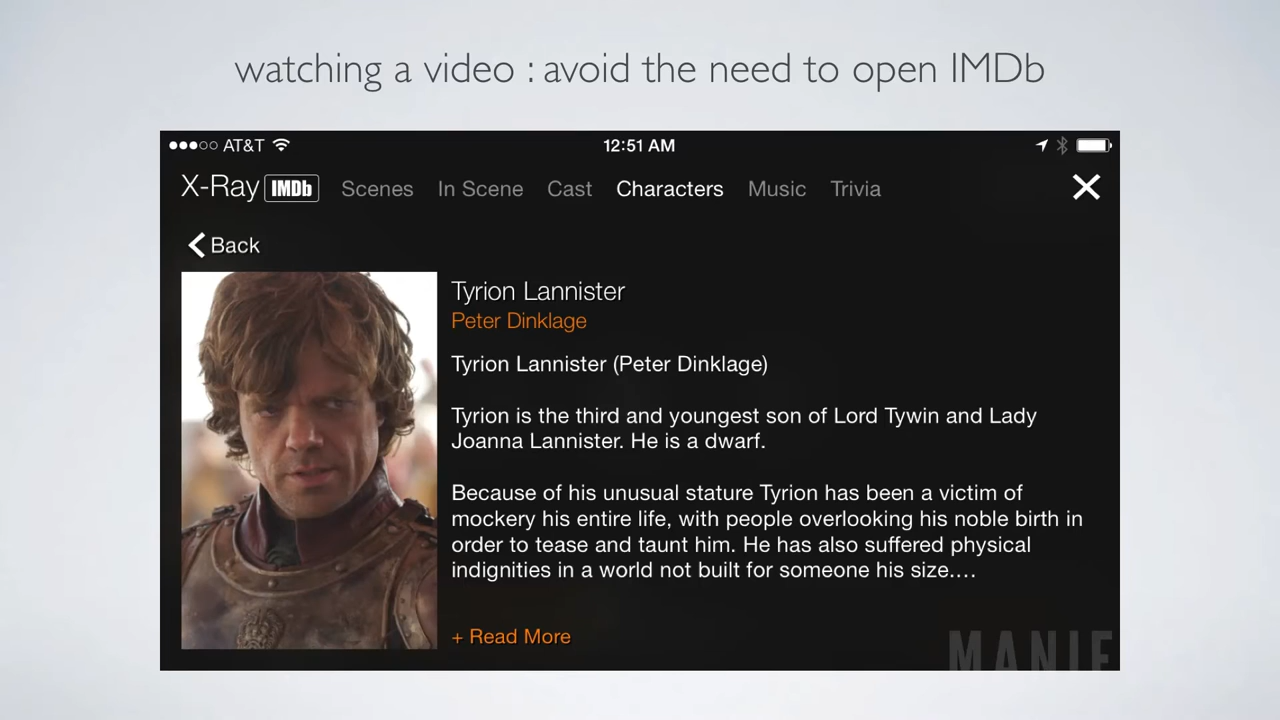 watching a video : avoid the need to open IMDb
AT&T 12:51 AM
X-Ray IMDb Scenes In Scene Cast Characters Music Trivia
Back
Tyrion Lannister
Peter Dinklage
Tyrion Lannister (Peter Dinklage)
Tyrion is the third and youngest son of Lord Tywin and Lady
Joanna Lannister. He is a dwarf.
Because of his unusual stature Tyrion has been a victim of
mockery his entire life, with people overlooking his noble birth in
order to tease and taunt him. He has also suffered physical
indignities in a world not built for someone his size....
+ Read More